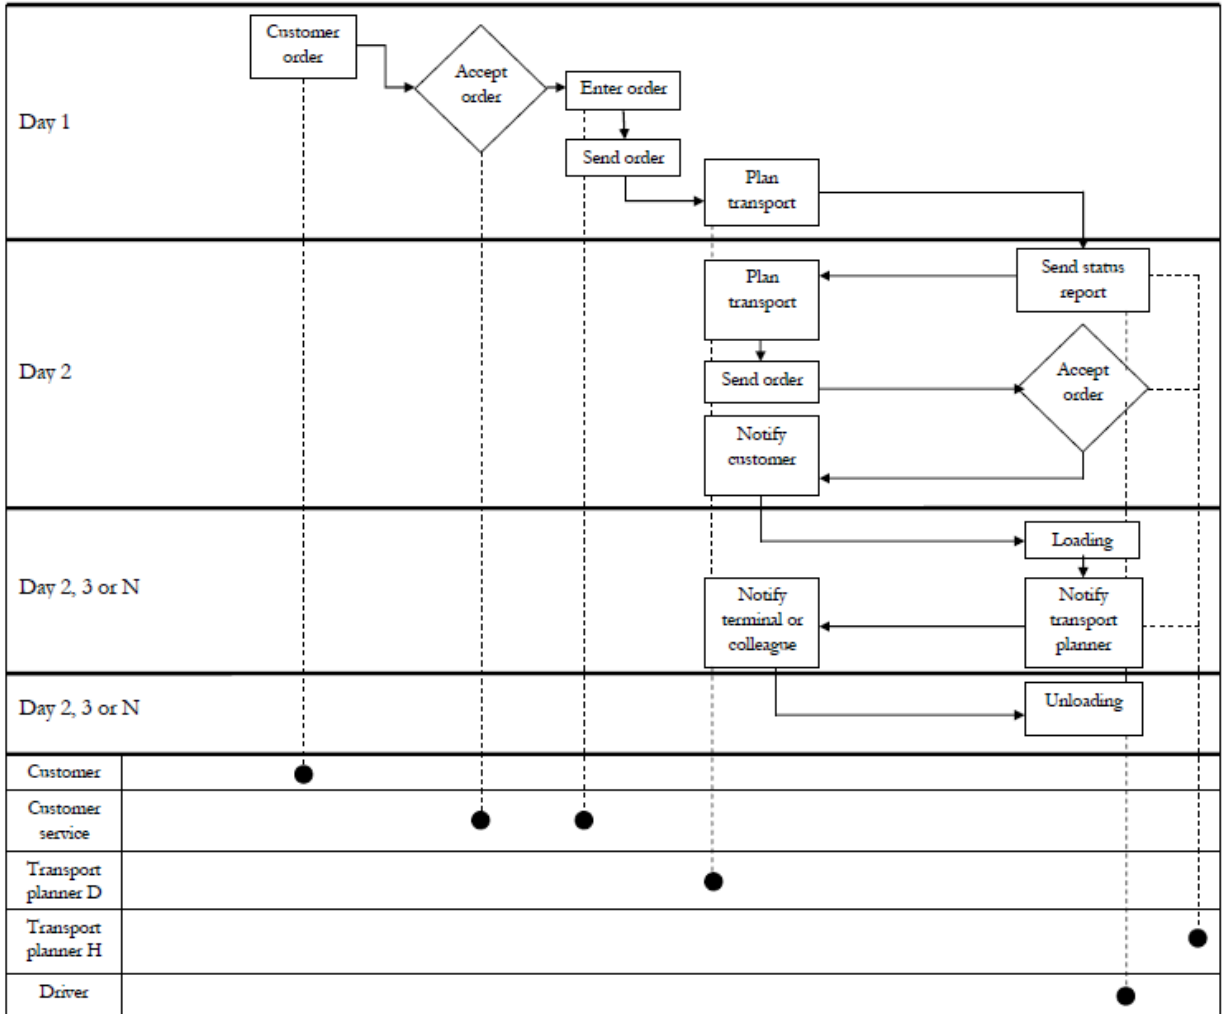 Customer
order
Accept
order
Enter order
Day 1
Send order
Plan
transport
Send status
report
Plan
transport
Day 2
Send order
Accept
order
Notify
customer
Loading
Day 2, 3 or N
Notify
terminal or
colleague
Notify
transport
planner
Day 2, 3 or N
Unloading
Customer
Customer
service
Transport
planner D
Transport
planner H
Driver